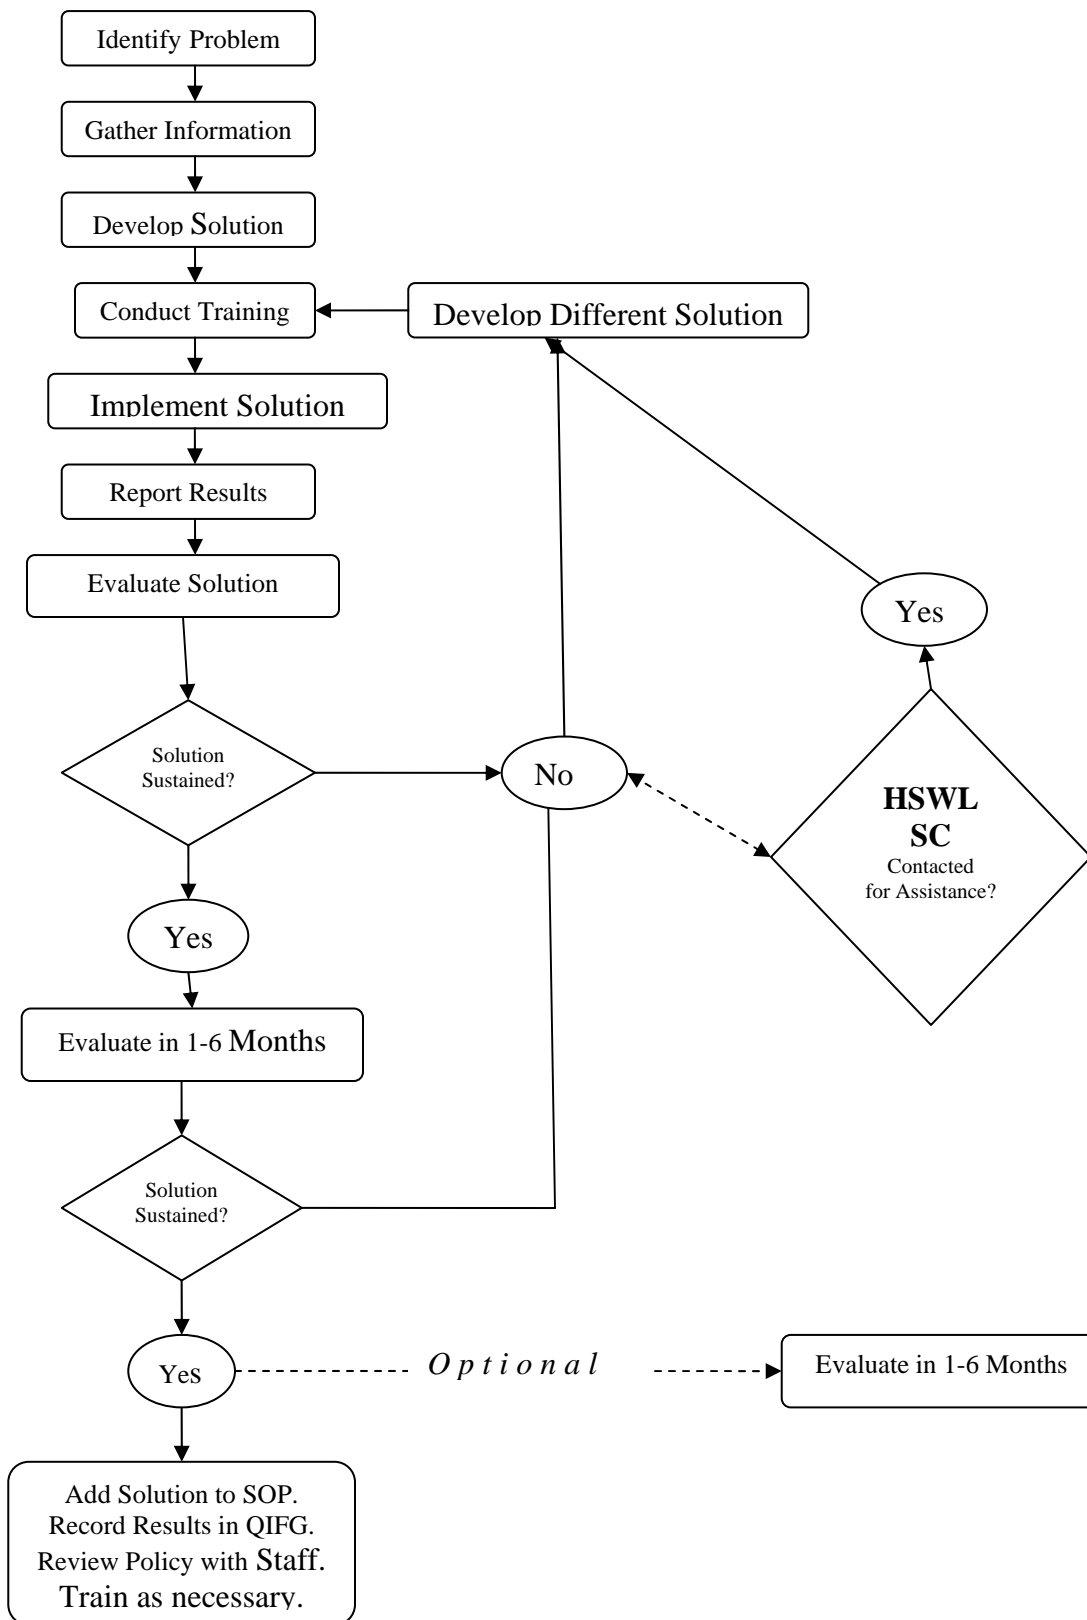 Identify Problem
Gather Information
Develop Solution
Conduct Training
Develop Different Solution
Implement Solution
Report Results
Evaluate Solution
Yes
Solution
Sustained?
No
HSWL
SC
Contacted
for Assistance?
Yes
Evaluate in 1-6 Months
Solution
Sustained?
Yes
Optional
Evaluate in 1-6 Months
Add Solution to SOP.
Record Results in QIFG.
Review Policy with Staff.
Train as necessary.